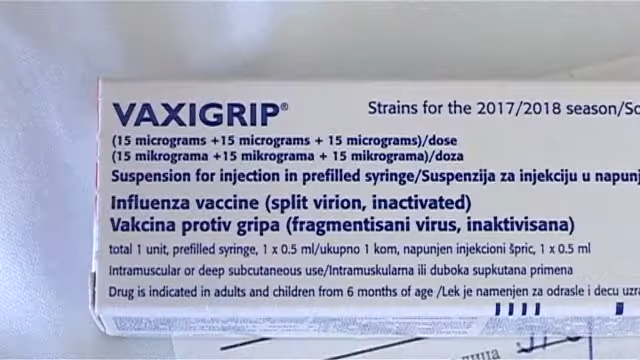 VAXIGRIP®
Strains for the 2017/2018 season/So
(15 micrograms +15 micrograms + 15 micrograms)/dose
(15 mikrograma +15 mikrograma + 15 mikrograma)/doza
Suspension for injection in prefilled syringe/Suspenzija za injekciju u napunj
Influenza vaccine (split virion, inactivated)
Vakcina protiv gripa (fragmentisani virus, inaktivisana)
total 1 unit, prefilled syringe, 1 x 0.5 ml/ukupno 1 kom, napunjen injekcioni špric, 1 x 0.5 ml
Intramuscular or deep subcutaneous use/Intramuskularna ili duboka supkutana primena
Drug is indicated in adults and children from 6 months of age /Lek je namenjen za odrasle i decu uzra